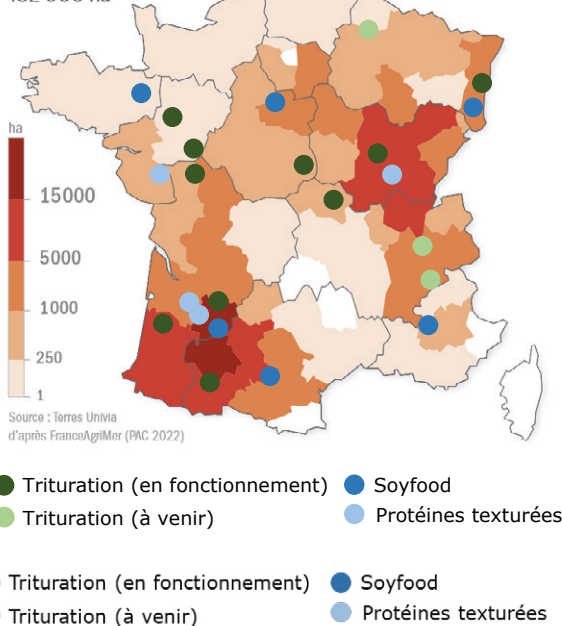 ha
15000
5000
1000
250
1
Source : Terres Univia
d'après FranceAgriMer (PAC 2022)
Trituration (en fonctionnement)
Soyfood
Trituration (à venir)
Protéines texturées
Trituration (en fonctionnement)
Soyfood
Trituration (à venir)
Protéines texturées